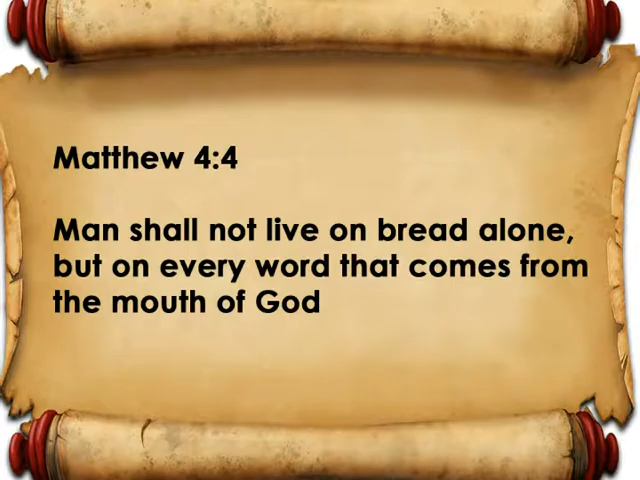 Matthew 4:4
Man shall not live on bread alone,
but on every word that comes from
the mouth of God